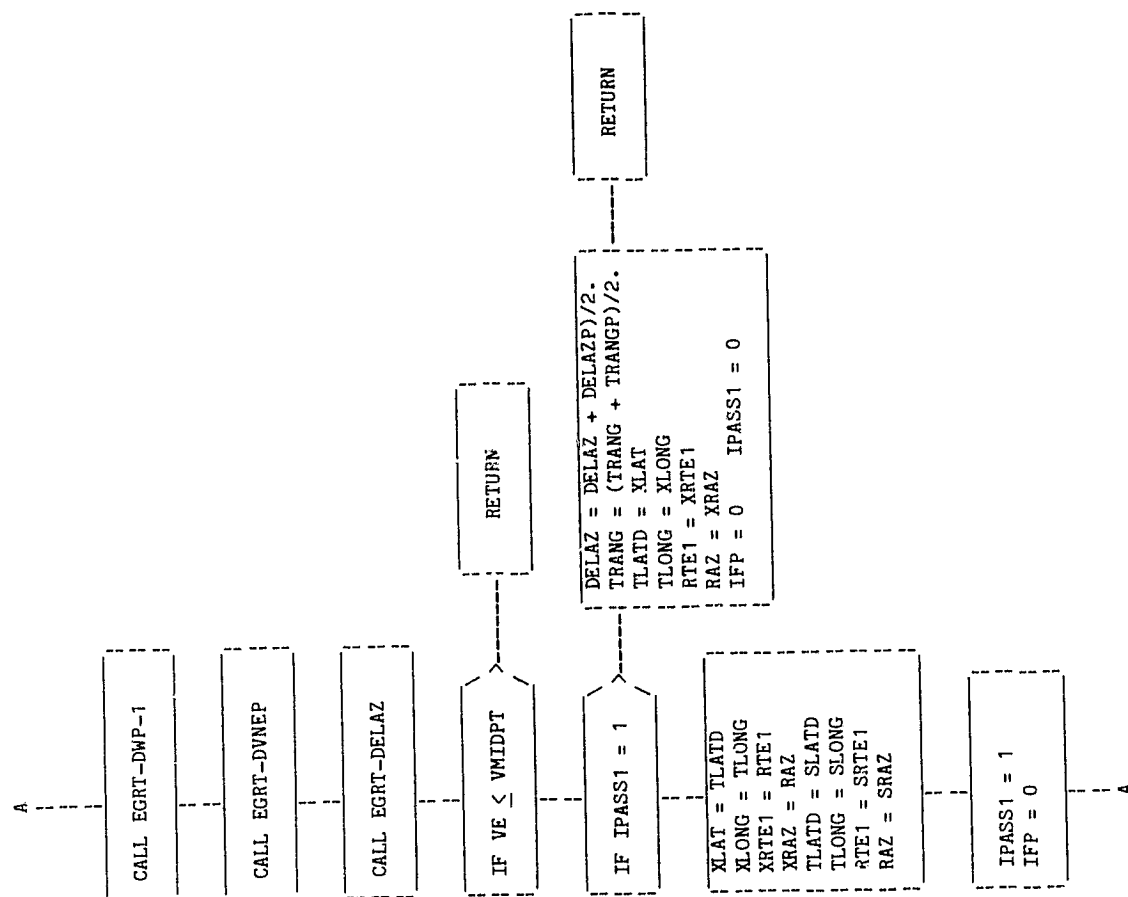 A
CALL EGRT-DWP-1
CALL EGRT-DVNEP
CALL EGRT-DELAZ
IF VE < VMIDPT
RETURN
IF IPASS1 = 1
DELAZ = DELAZ + DELAZP)/2.
TRANG = (TRANG + TRANGP)/2.
TLATD = XLAT
TLONG = XLONG
RTE1 = XRTE1
RAZ = XRAZ
IFP = 0 IPASS1 = 0
RETURN
XLAT = TLATD
XLONG = TLONG
XRTE1 = RTE1
XRAZ = RAZ
TLATD = SLATD
TLONG = SLONG
RTE1 = SRTE1
RAZ = SRAZ
IPASS1 = 1
IFP = 0
A